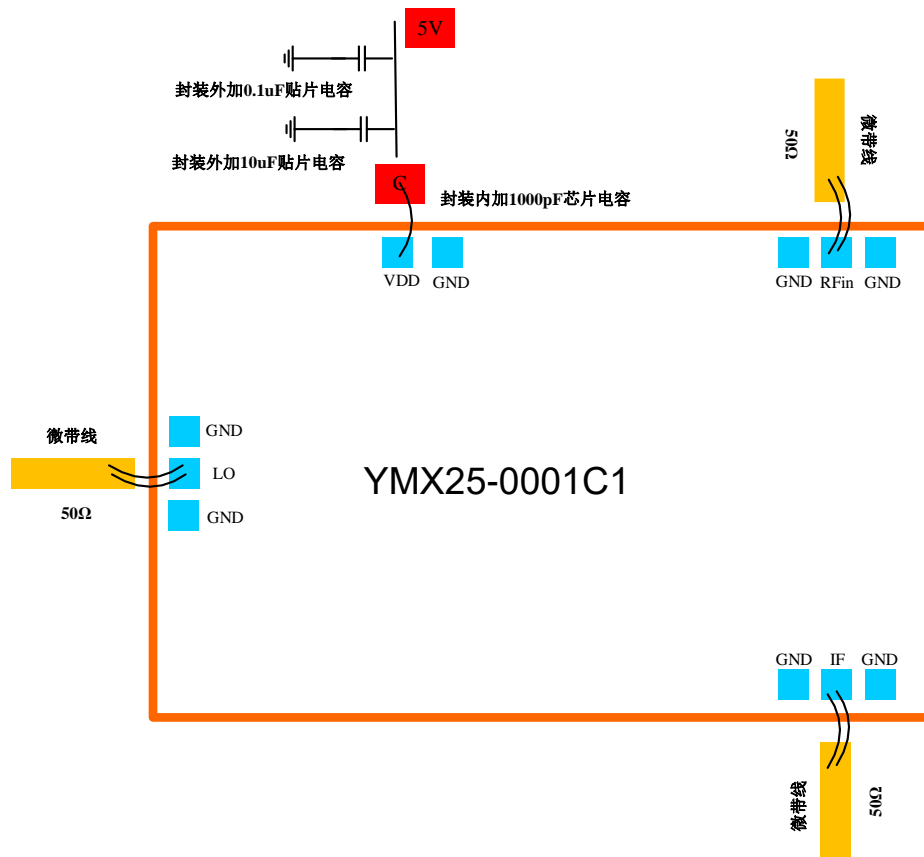 5V
封装外加0.1uF贴片电容
封装外加10uF贴片电容
C
封装内加1000pF芯片电容
50Ω
微带线
VDD
GND
GND
RFin
GND
GND
微带线
LO
50Ω
GND
YMX25-0001C1
GND
IF
GND
微带线
50Ω